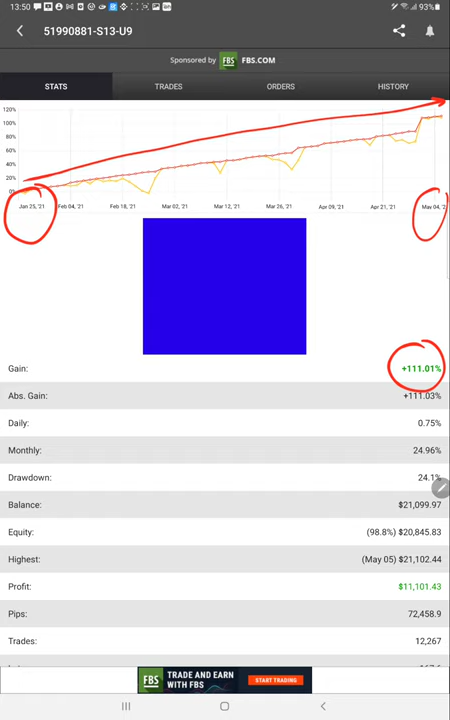 13:50
93%
51990881-S13-U9
Sponsored by FBS FBS.COM
STATS TRADES ORDERS HISTORY
120%
100%
80%
60%
40%
20%
0%
Jan 25, '21 Feb 04, '21 Feb 18, '21 Mar 02, '21 Mar 12, '21 Mar 26, '21 Apr 09, '21 Apr 21, '21 May 04, '2
Gain: +111.01%
Abs. Gain: +111.03%
Daily: 0.75%
Monthly: 24.96%
Drawdown: 24.1%
Balance: $21,099.97
Equity: (98.8%) $20,845.83
Highest: (May 05) $21,102.44
Profit: $11,101.43
Pips: 72,458.9
Trades: 12,267
FBS TRADE AND EARN
WITH FBS
START TRADING